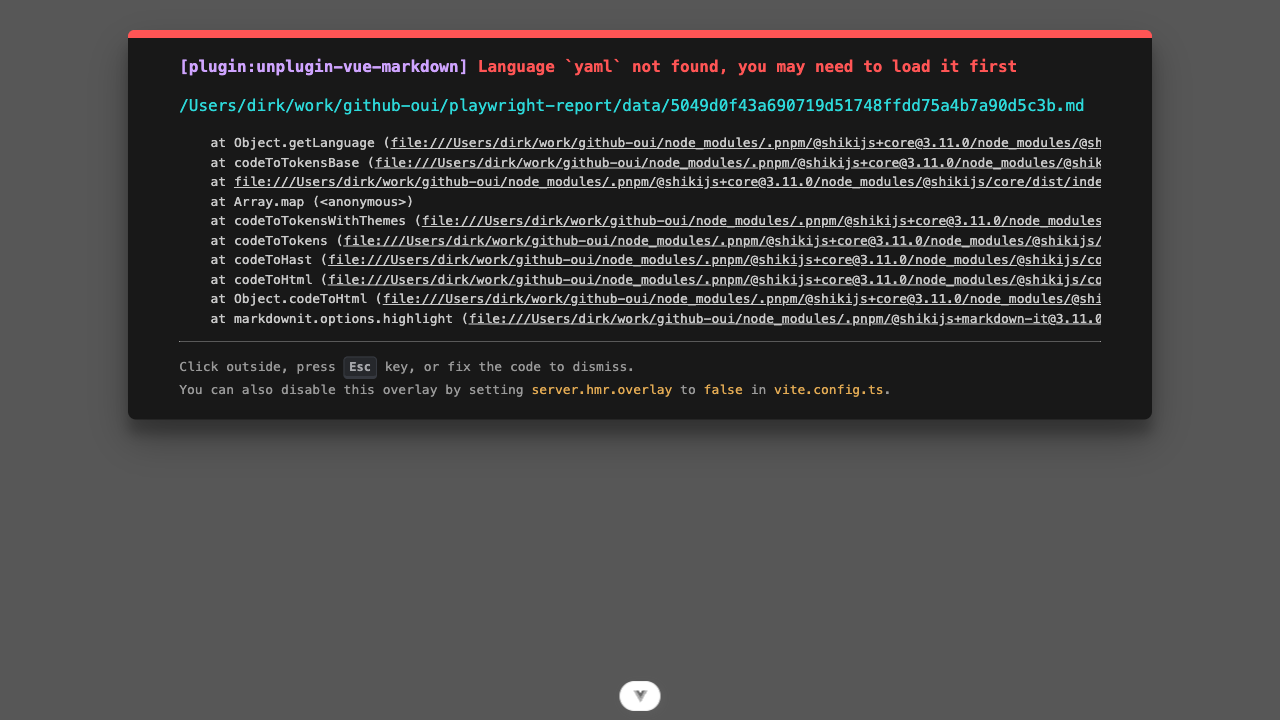 [plugin:unplugin-vue-markdown] Language `yaml` not found, you may need to load it first
/Users/dirk/work/github-oui/playwright-report/data/5049d0f43a690719d51748ffdd75a4b7a90d5c3b.md
at Object.getLanguage (file:///Users/dirk/work/github-oui/node_modules/.pnpm/@shikijs+core@3.11.0/node_modules/@sh
at codeToTokensBase (file:///Users/dirk/work/github-oui/node_modules/.pnpm/@shikijs+core@3.11.0/node_modules/@shik
at file:///Users/dirk/work/github-oui/node_modules/.pnpm/@shikijs+core@3.11.0/node_modules/@shikijs/core/dist/inde
at Array.map (<anonymous>)
at codeToTokensWithThemes (file:///Users/dirk/work/github-oui/node_modules/.pnpm/@shikijs+core@3.11.0/node_modules
at codeToTokens (file:///Users/dirk/work/github-oui/node_modules/.pnpm/@shikijs+core@3.11.0/node_modules/@shikijs/
at codeToHast (file:///Users/dirk/work/github-oui/node_modules/.pnpm/@shikijs+core@3.11.0/node_modules/@shikijs/co
at codeToHtml (file:///Users/dirk/work/github-oui/node_modules/.pnpm/@shikijs+core@3.11.0/node_modules/@shikijs/co
at Object.codeToHtml (file:///Users/dirk/work/github-oui/node_modules/.pnpm/@shikijs+core@3.11.0/node_modules/@shi
at markdownit.options.highlight (file:///Users/dirk/work/github-oui/node_modules/.pnpm/@shikijs+markdown-it@3.11.0
Click outside, press Esc key, or fix the code to dismiss.
You can also disable this overlay by setting server.hmr.overlay to false in vite.config.ts.